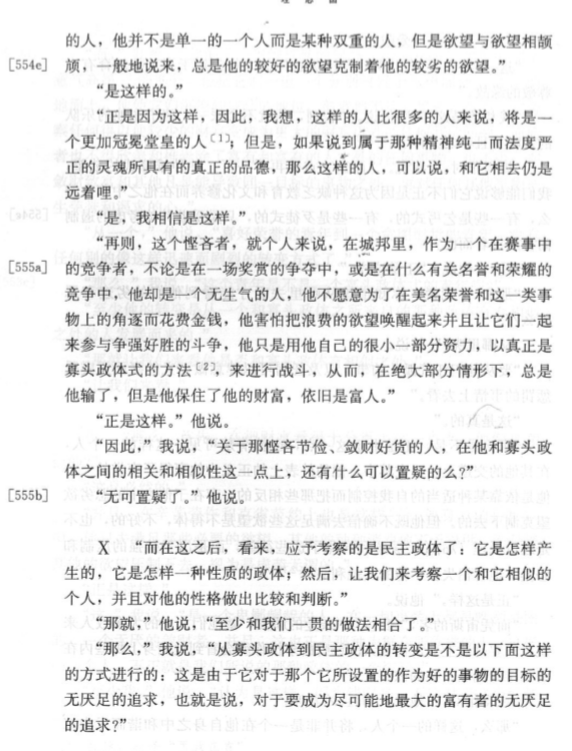 的人，他并不是单一的一个人而是某种双重的人，但是欲望与欲望相颉
[554e] 颃，一般地说来，总是他的较好的欲望克制着他的较劣的欲望。”
“是这样的。”
“正是因为这样，因此，我想，这样的人比很多的人来说，将是一
个更加冠冕堂皇的人〔1〕；但是，如果说到属于那种精神纯一而法度严
正的灵魂所具有的真正的品德，那么这样的人，可以说，和它相去仍是
远着哩。”
“是，我相信是这样。”
“再则，这个悭吝者，就个人来说，在城邦里，作为一个在赛事中
[555a] 的竞争者，不论是在一场奖赏的争夺中，或是在什么有关名誉和荣耀的
竞争中，他却是一个无生气的人，他不愿意为了在美名荣誉和这一类事
物上的角逐而花费金钱，他害怕把浪费的欲望唤醒起来并且让它们一起
来参与争强好胜的斗争，他只是用他自己的很小一部分资力，以真正是
寡头政体式的方法〔2〕，来进行战斗，从而，在绝大部分情形下，总是
他输了，但是他保住了他的财富，依旧是富人。”
“正是这样。”他说。
“因此，”我说，“关于那悭吝节俭、敛财好货的人，在他和寡头政
体之间的相关和相似性这一点上，还有什么可以置疑的么？”
[555b] “无可置疑了。”他说。
X “而在这之后，看来，应予考察的是民主政体了；它是怎样产
生的，它是怎样一种性质的政体；然后，让我们来考察一个和它相似的
个人，并且对他的性格做出比较和判断。”
“那就，”他说，“至少和我们一贯的做法相合了。”
“那么，”我说，“从寡头政体到民主政体的转变是不是以下面这样
的方式进行的：这是由于它对于那个它所设置的作为好的事物的目标的
无厌足的追求，也就是说，对于要成为尽可能地最大的富有者的无厌足
的追求？”